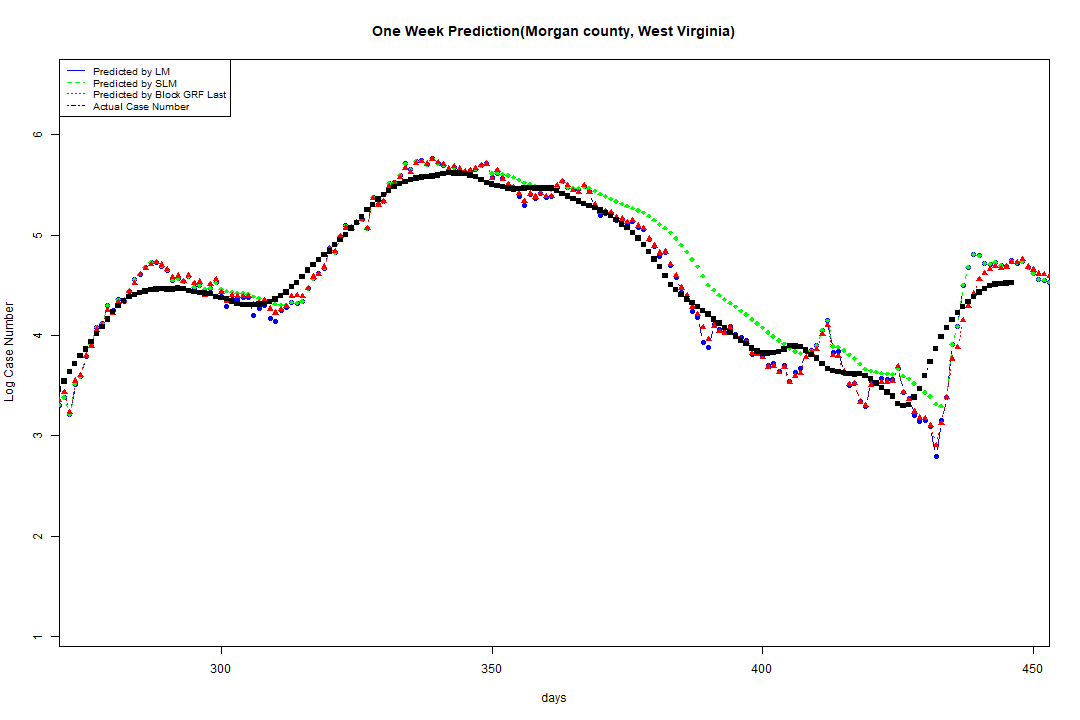 One Week Prediction(Morgan county, West Virginia)
Predicted by LM
Predicted by SLM
Predicted by Block GRF Last
Actual Case Number
Log Case Number
6
5
4
3
2
1
300
350
400
450
days